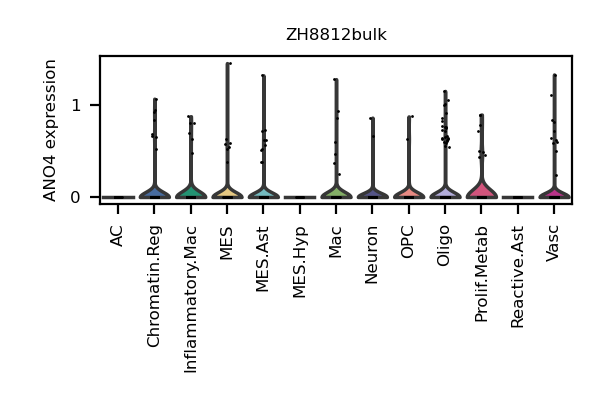 ZH8812bulk
ANO4 expression
1
0
AC
Chromatin.Reg
Inflammatory.Mac
MES
MES.Ast
MES.Hyp
Mac
Neuron
OPC
Oligo
Prolif.Metab
Reactive.Ast
Vasc